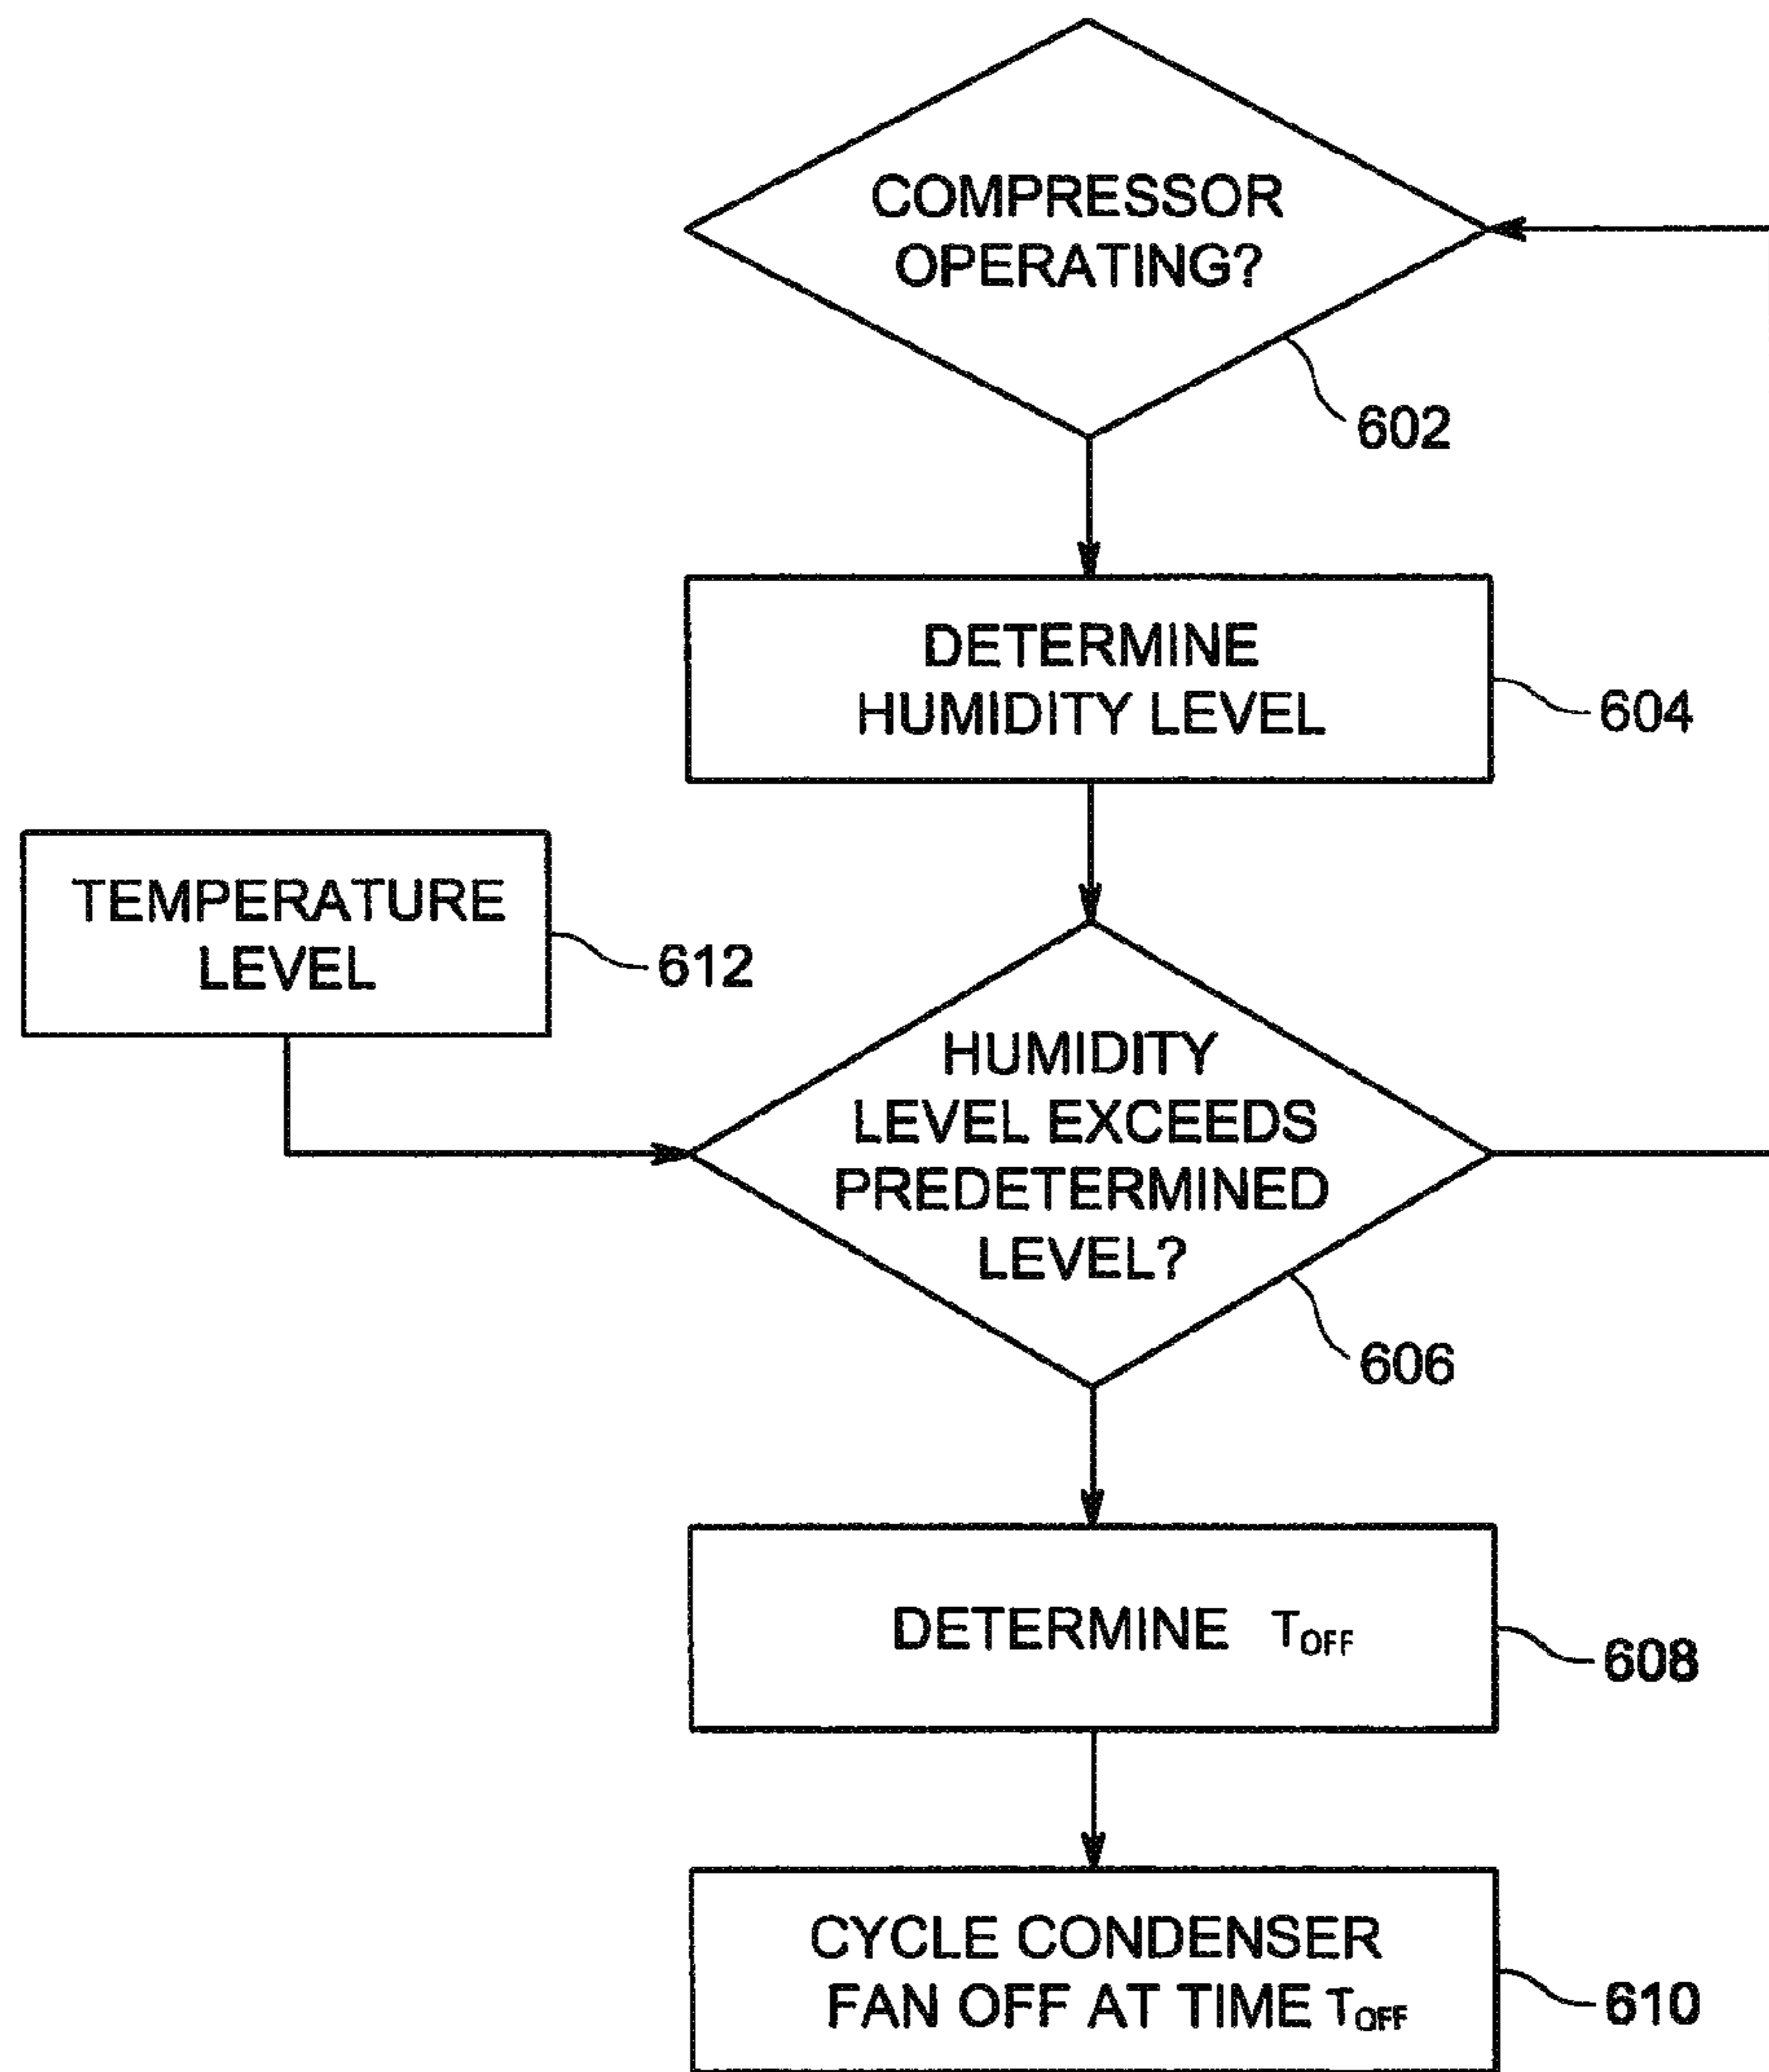 COMPRESSOR
OPERATING?
602
DETERMINE
HUMIDITY LEVEL
604
TEMPERATURE
LEVEL
612
HUMIDITY
LEVEL EXCEEDS
PREDETERMINED
LEVEL?
606
DETERMINE TOFF
608
CYCLE CONDENSER
FAN OFF AT TIME TOFF
610